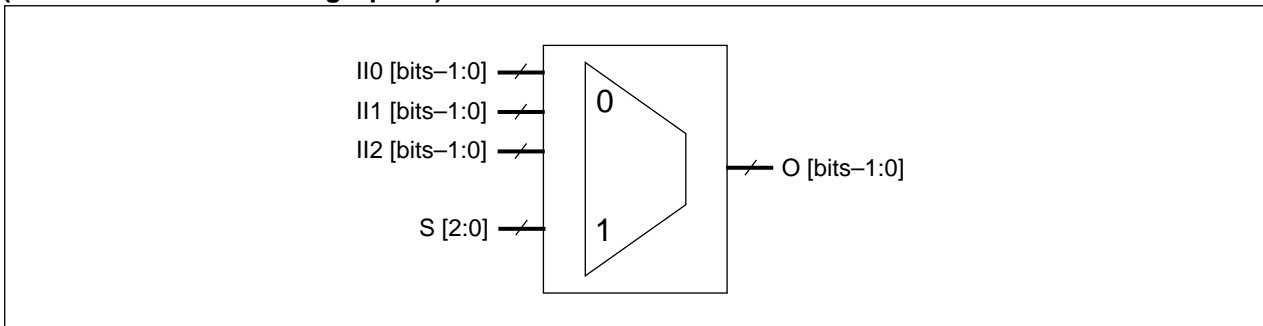 II0 [bits–1:0]
II1 [bits–1:0]
II2 [bits–1:0]
S [2:0]
0
1
O [bits–1:0]